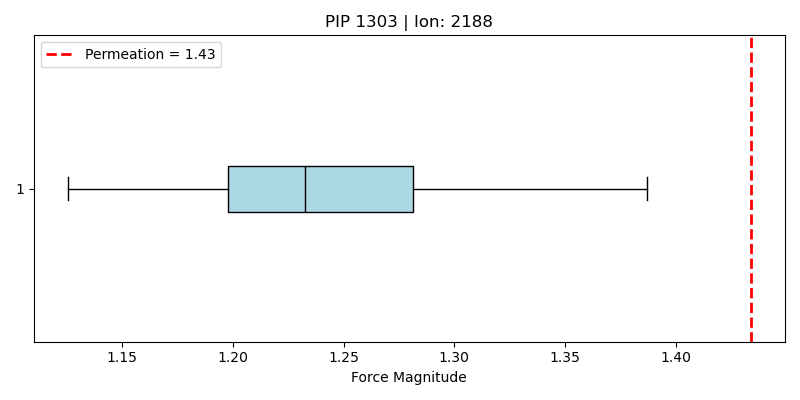 PIP 1303 | Ion: 2188
Permeation = 1.43
1
1.15 1.20 1.25 1.30 1.35 1.40
Force Magnitude